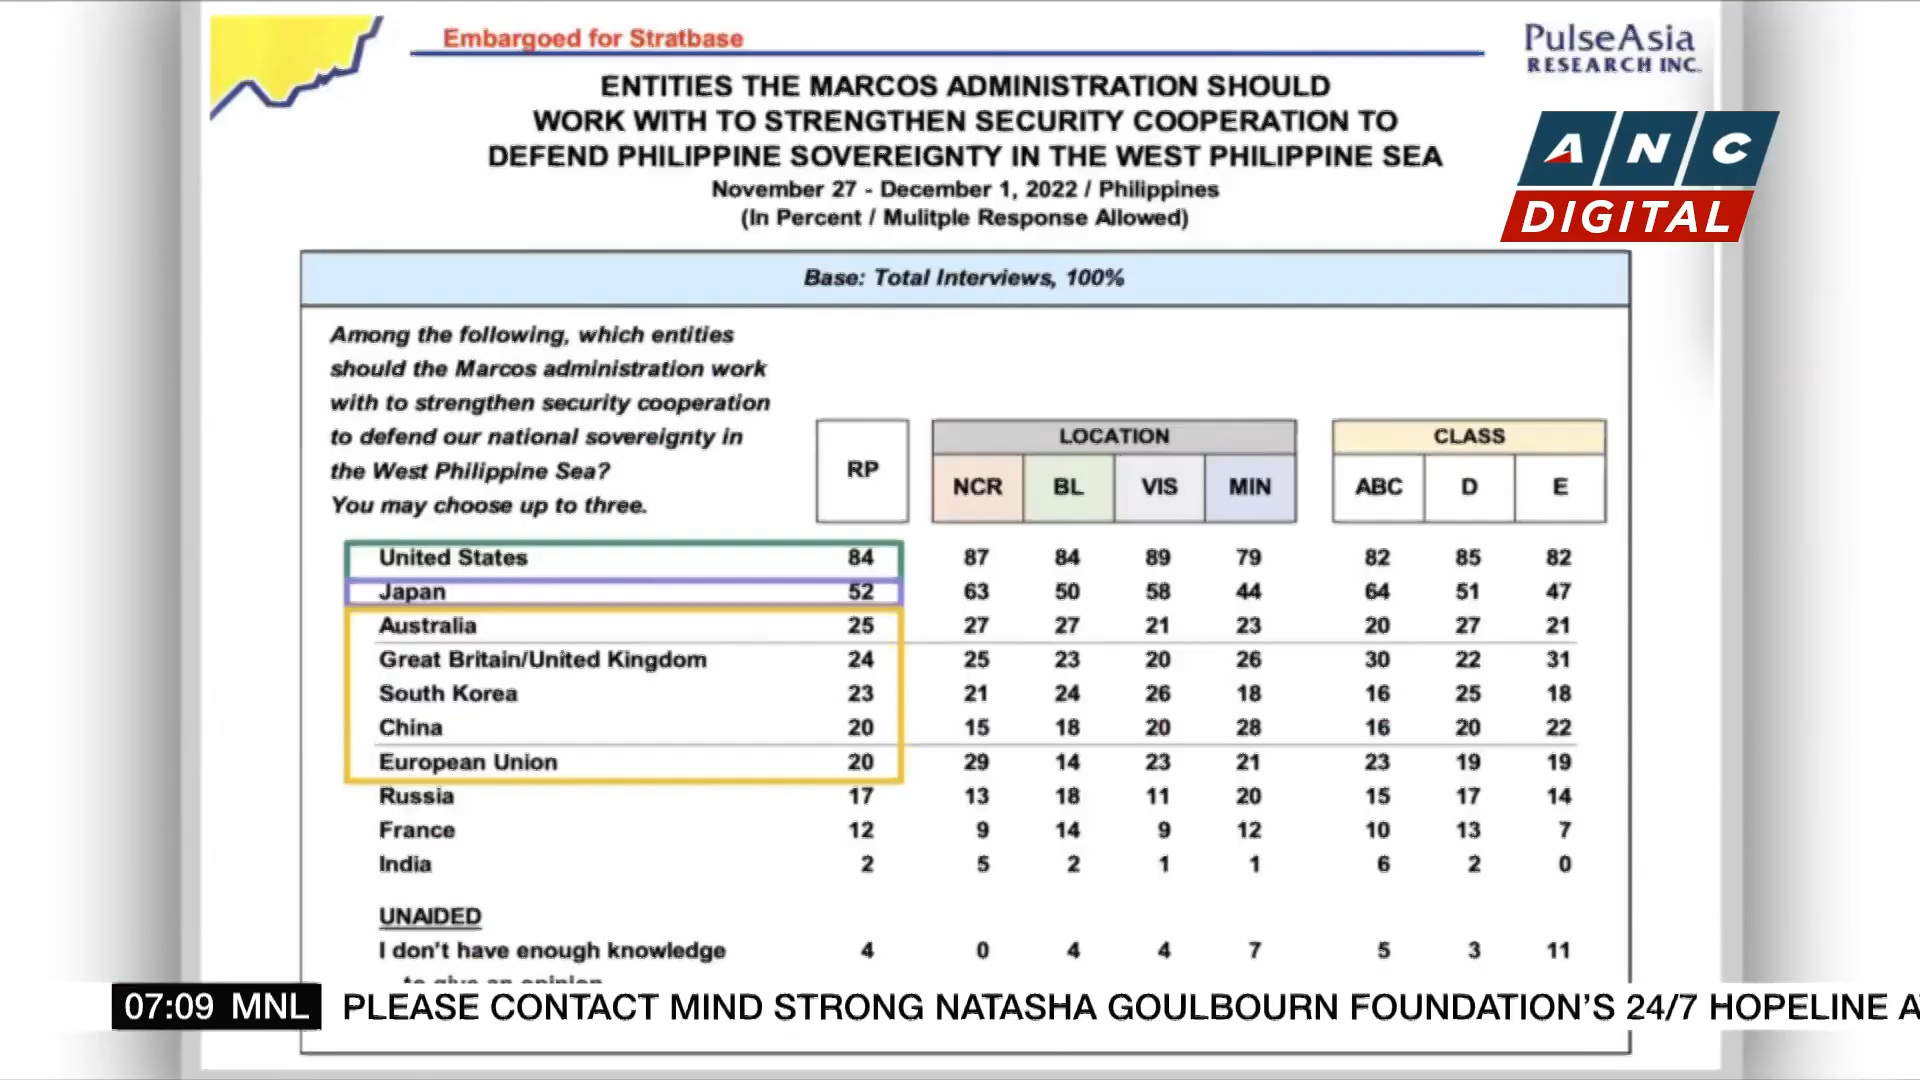 Embargoed for Stratbase
PulseAsia
RESEARCH INC.
ENTITIES THE MARCOS ADMINISTRATION SHOULD
WORK WITH TO STRENGTHEN SECURITY COOPERATION TO
DEFEND PHILIPPINE SOVEREIGNTY IN THE WEST PHILIPPINE SEA
November 27 - December 1, 2022 / Philippines
(In Percent / Mulitple Response Allowed)
ANC
DIGITAL
Base: Total Interviews, 100%
Among the following, which entities
should the Marcos administration work
with to strengthen security cooperation
to defend our national sovereignty in
the West Philippine Sea?
You may choose up to three.
RP
LOCATION
NCR BL VIS MIN
CLASS
ABC D E
United States 84 87 84 89 79 82 85 82
Japan 52 63 50 58 44 64 51 47
Australia 25 27 27 21 23 20 27 21
Great Britain/United Kingdom 24 25 23 20 26 30 22 31
South Korea 23 21 24 26 18 16 25 18
China 20 15 18 20 28 16 20 22
European Union 20 29 14 23 21 23 19 19
Russia 17 13 18 11 20 15 17 14
France 12 9 14 9 12 10 13 7
India 2 5 2 1 1 6 2 0
UNAIDED
I don't have enough knowledge 4 0 4 4 7 5 3 11
to give an opinion
07:09 MNL PLEASE CONTACT MIND STRONG NATASHA GOULBOURN FOUNDATION'S 24/7 HOPELINE A